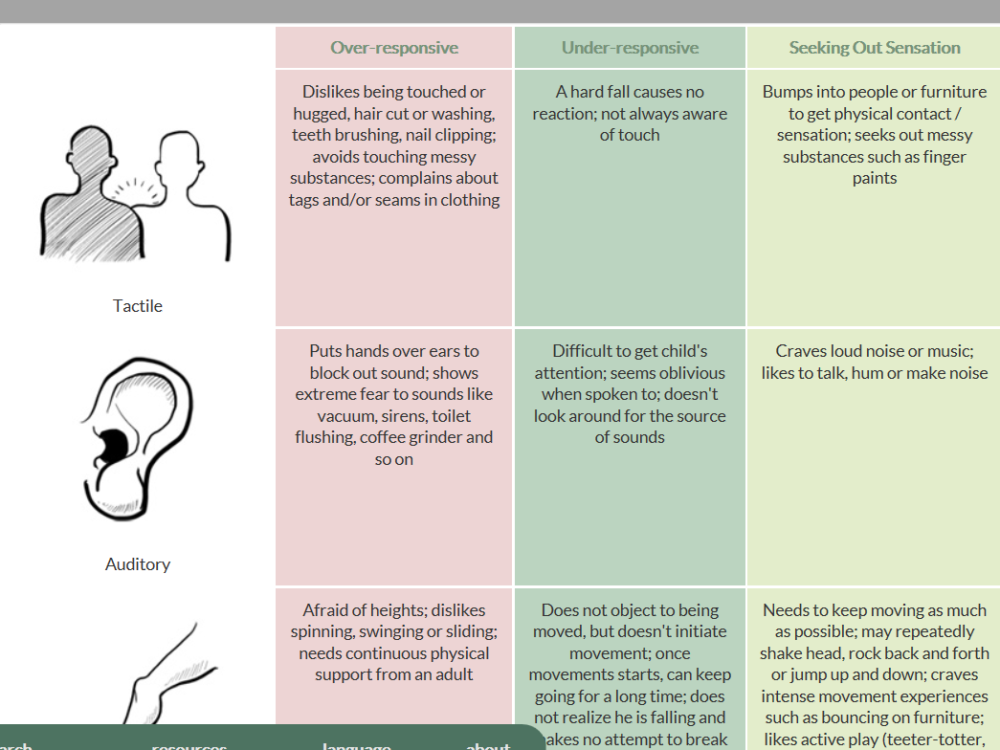 Over-responsive
Under-responsive
Seeking Out Sensation
Tactile
Dislikes being touched or
hugged, hair cut or washing,
teeth brushing, nail clipping;
avoids touching messy
substances; complains about
tags and/or seams in clothing
A hard fall causes no
reaction; not always aware
of touch
Bumps into people or furniture
to get physical contact /
sensation; seeks out messy
substances such as finger
paints
Auditory
Puts hands over ears to
block out sound; shows
extreme fear to sounds like
vacuum, sirens, toilet
flushing, coffee grinder and
so on
Difficult to get child's
attention; seems oblivious
when spoken to; doesn't
look around for the source
of sounds
Craves loud noise or music;
likes to talk, hum or make noise
Afraid of heights; dislikes
spinning, swinging or sliding;
needs continuous physical
support from an adult
Does not object to being
moved, but doesn't initiate
movement; once
movements starts, can keep
going for a long time; does
not realize he is falling and
no attempt to break
Needs to keep moving as much
as possible; may repeatedly
shake head, rock back and forth
or jump up and down; craves
intense movement experiences
such as bouncing on furniture;
likes active play (teeter-totter,
resources
language
about